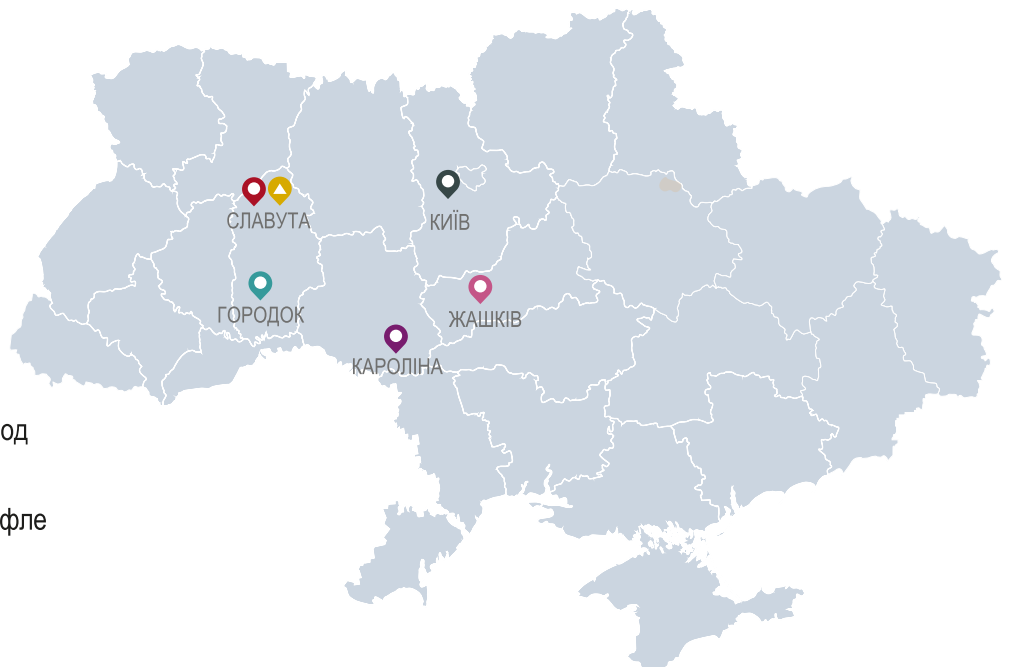 СЛАВУТА
КИЇВ
ГОРОДОК
ЖАШКІВ
КАРОЛІНА
од
фле